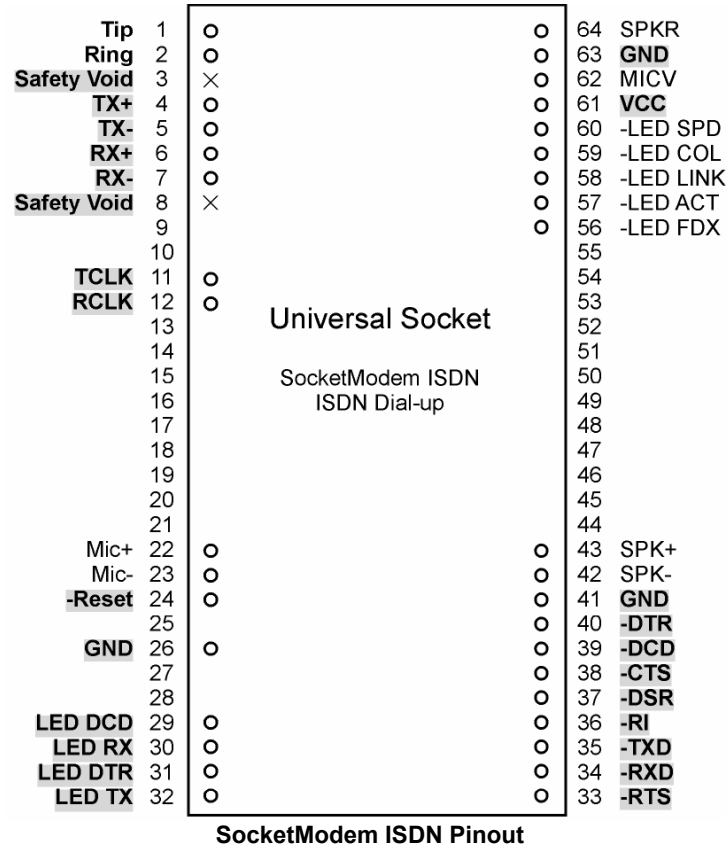 Tip 1 64 SPKR
Ring 2 63 GND
Safety Void 3 62 MICV
TX+ 4 61 VCC
TX- 5 60 -LED SPD
RX+ 6 59 -LED COL
RX- 7 58 -LED LINK
Safety Void 8 57 -LED ACT
9 56 -LED FDX
10 55
TCLK 11 54
RCLK 12 53
Universal Socket
13 52
14 51
15 SocketModem ISDN 50
16 ISDN Dial-up 49
17 48
18 47
19 46
20 45
21 44
Mic+ 22 43 SPK+
Mic- 23 42 SPK-
-Reset 24 41 GND
25 40 -DTR
GND 26 39 -DCD
27 38 -CTS
28 37 -DSR
LED DCD 29 36 -RI
LED RX 30 35 -TXD
LED DTR 31 34 -RXD
LED TX 32 33 -RTS
SocketModem ISDN Pinout